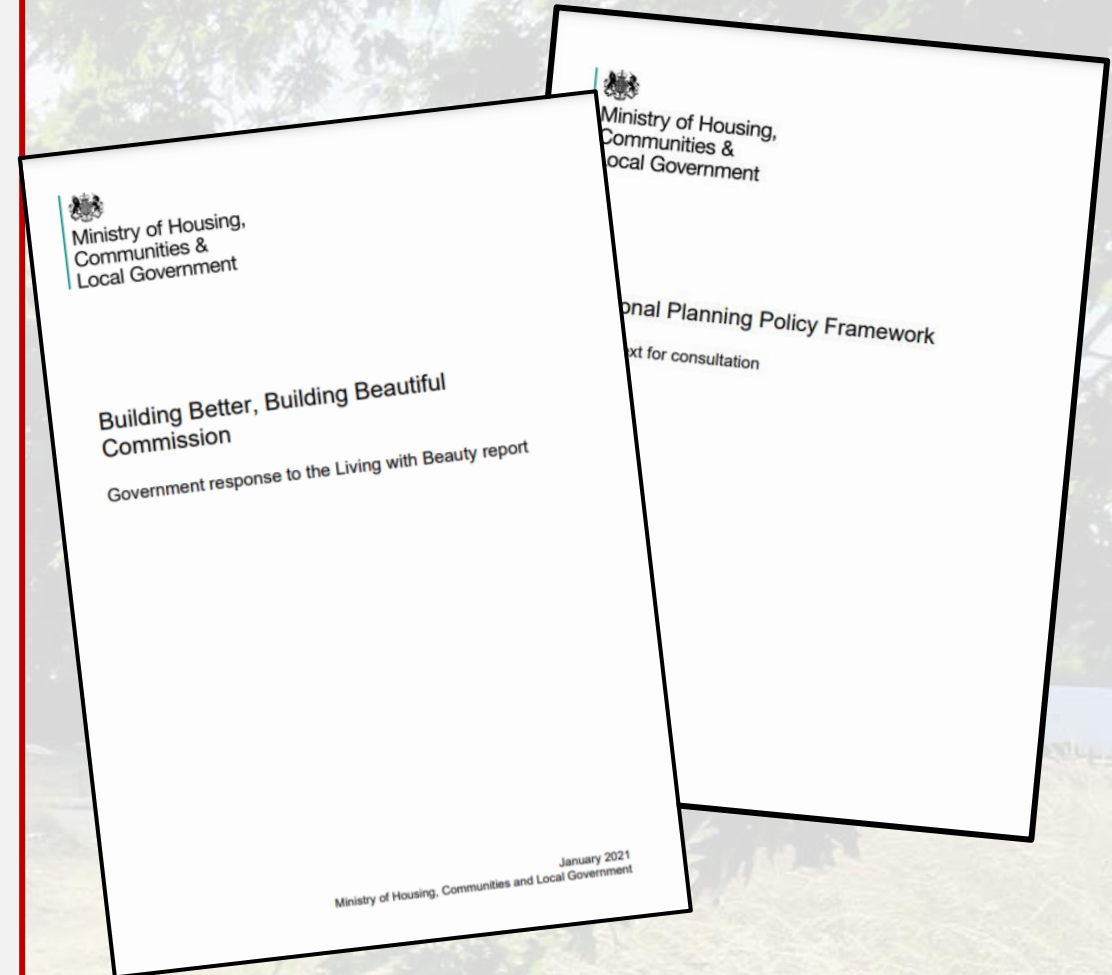 Ministry of Housing,
Communities &
Local Government
Building Better, Building Beautiful
Commission
Government response to the Living with Beauty report
January 2021
Ministry of Housing, Communities and Local Government
Ministry of Housing,
Communities &
ocal Government
onal Planning Policy Framework
xt for consultation